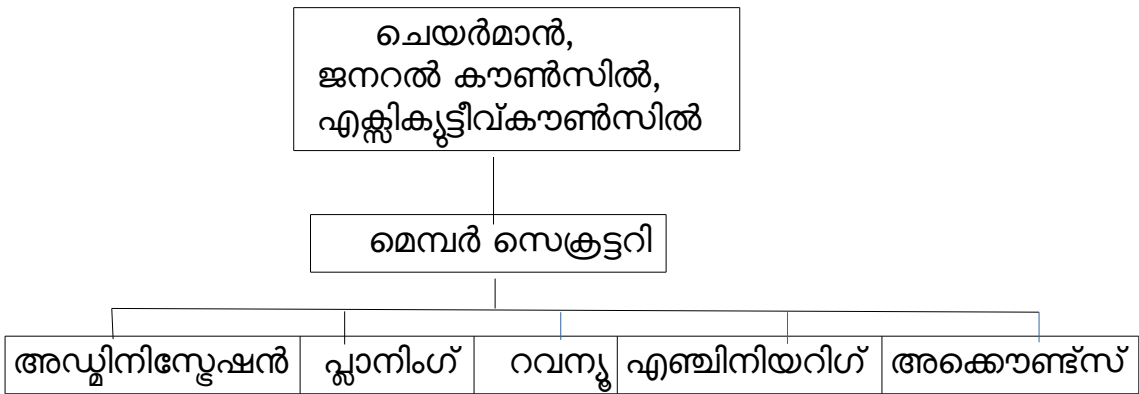 ചെയർമാൻ,
ജനറൽ കൗൺസിൽ,
എക്സിക്യുട്ടീവ്കൗൺസിൽ
മെമ്പർ സെക്രട്ടറി
അഡ്മിനിസ്ട്രേഷൻ പ്ലാനിംഗ് റവന്യൂ എഞ്ചിനിയറിഗ് അക്കൌണ്ട്സ്